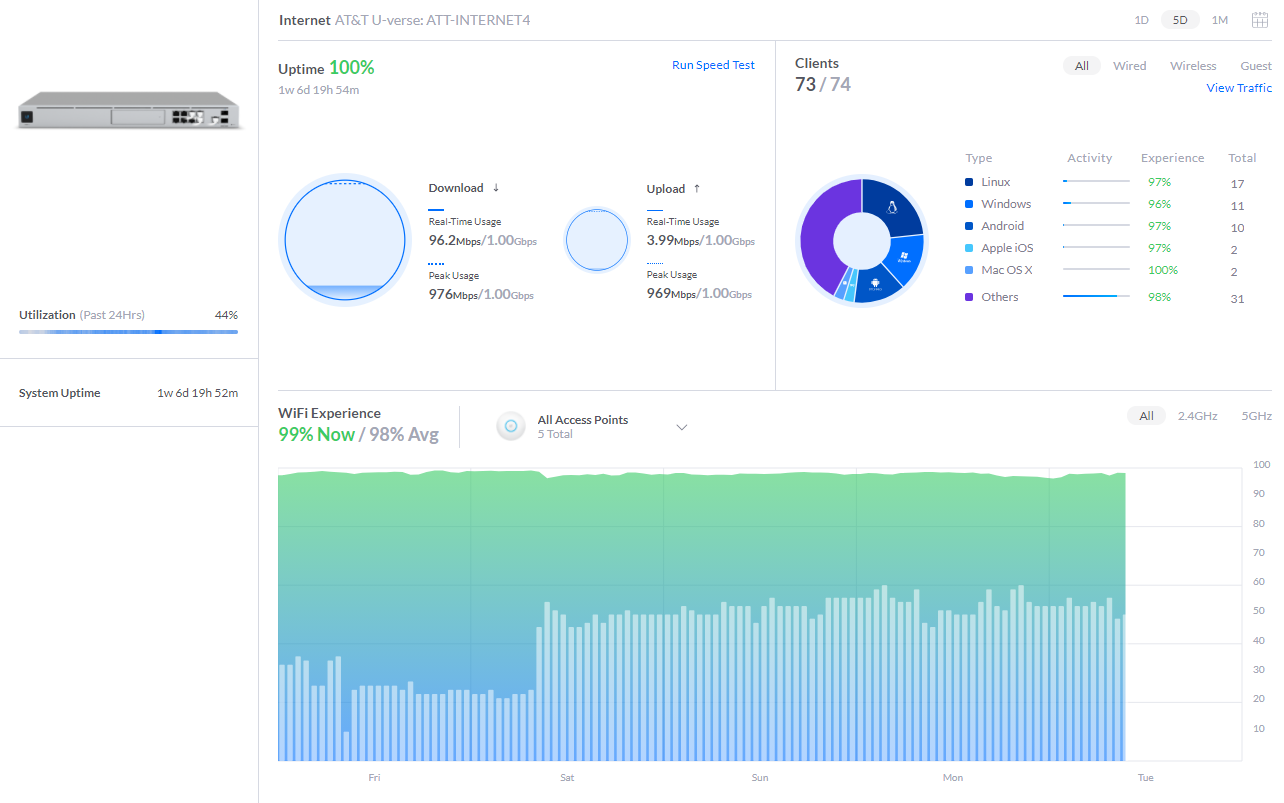 Internet AT&T U-verse: ATT-INTERNET4
1D 5D 1M
Uptime 100%
1w 6d 19h 54m
Run Speed Test
Download ↓
Real-Time Usage
96.2Mbps/1.00Gbps
Peak Usage
976Mbps/1.00Gbps
Upload ↑
Real-Time Usage
3.99Mbps/1.00Gbps
Peak Usage
969Mbps/1.00Gbps
Clients
73 / 74
All Wired Wireless Guest
View Traffic
Type Activity Experience Total
Linux 97% 17
Windows 96% 11
Android 97% 10
Apple iOS 97% 2
Mac OS X 100% 2
Others 98% 31
Utilization (Past 24Hrs) 44%
System Uptime 1w 6d 19h 52m
WiFi Experience
99% Now / 98% Avg
All Access Points
5 Total
All 2.4GHz 5GHz
100
90
80
70
60
50
40
30
20
10
Fri Sat Sun Mon Tue